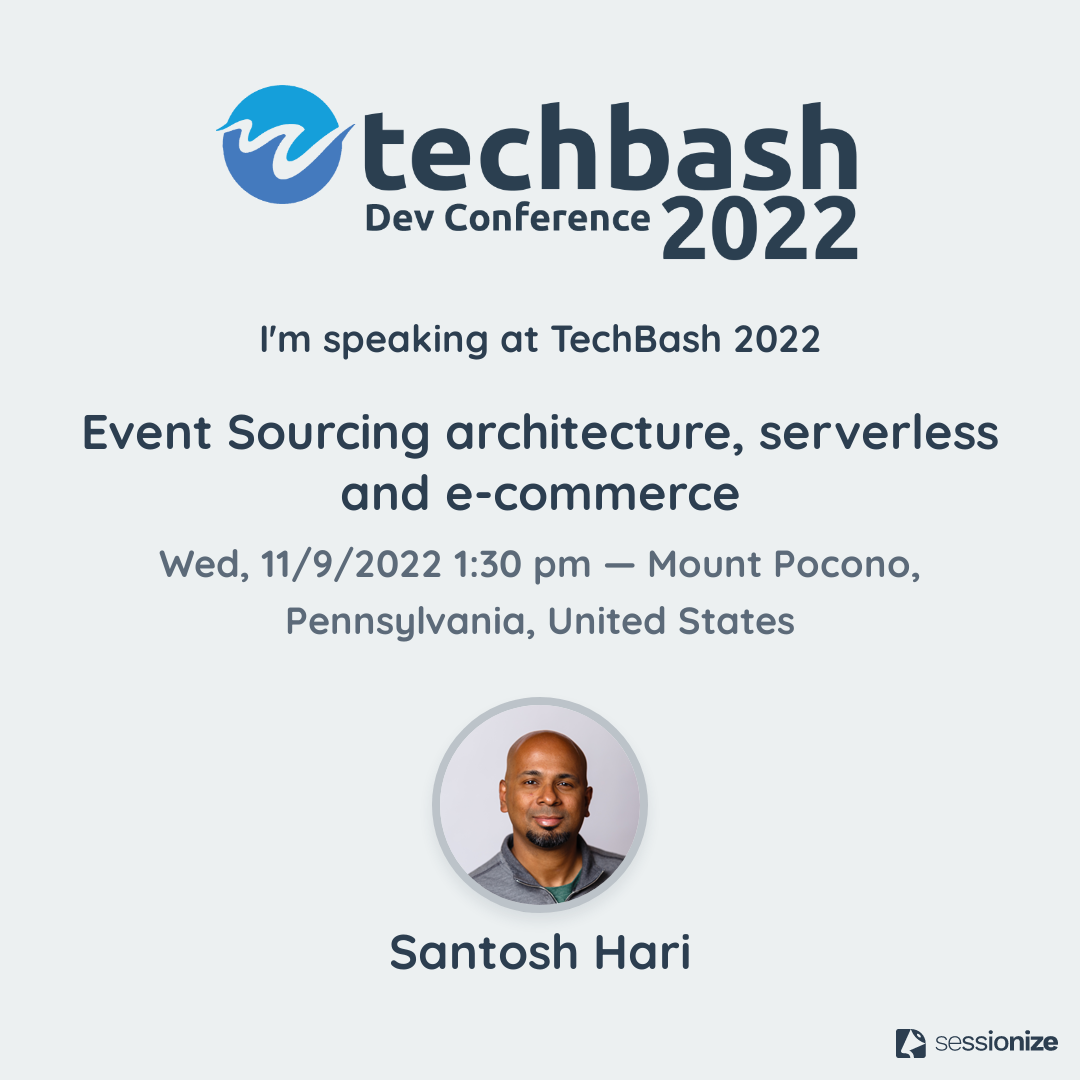 techbash
Dev Conference 2022
I'm speaking at TechBash 2022
Event Sourcing architecture, serverless
and e-commerce
Wed, 11/9/2022 1:30 pm — Mount Pocono,
Pennsylvania, United States
Santosh Hari
sessionize